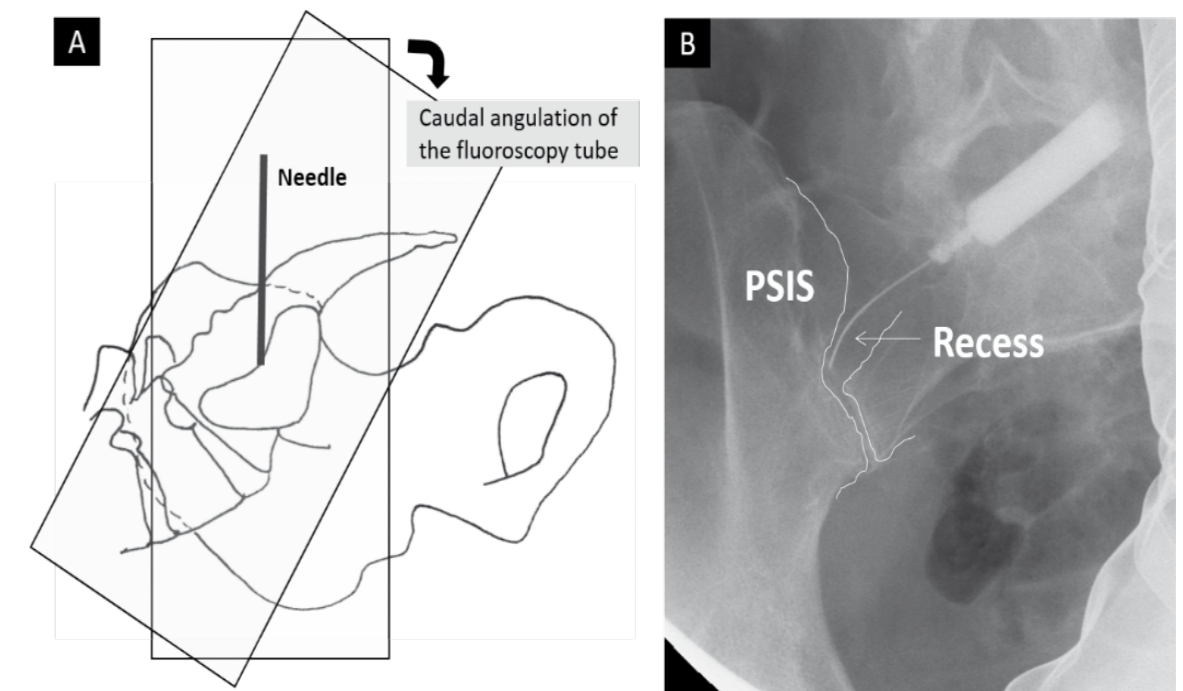 A
Caudal angulation of
the fluoroscopy tube
Needle
B
PSIS
Recess